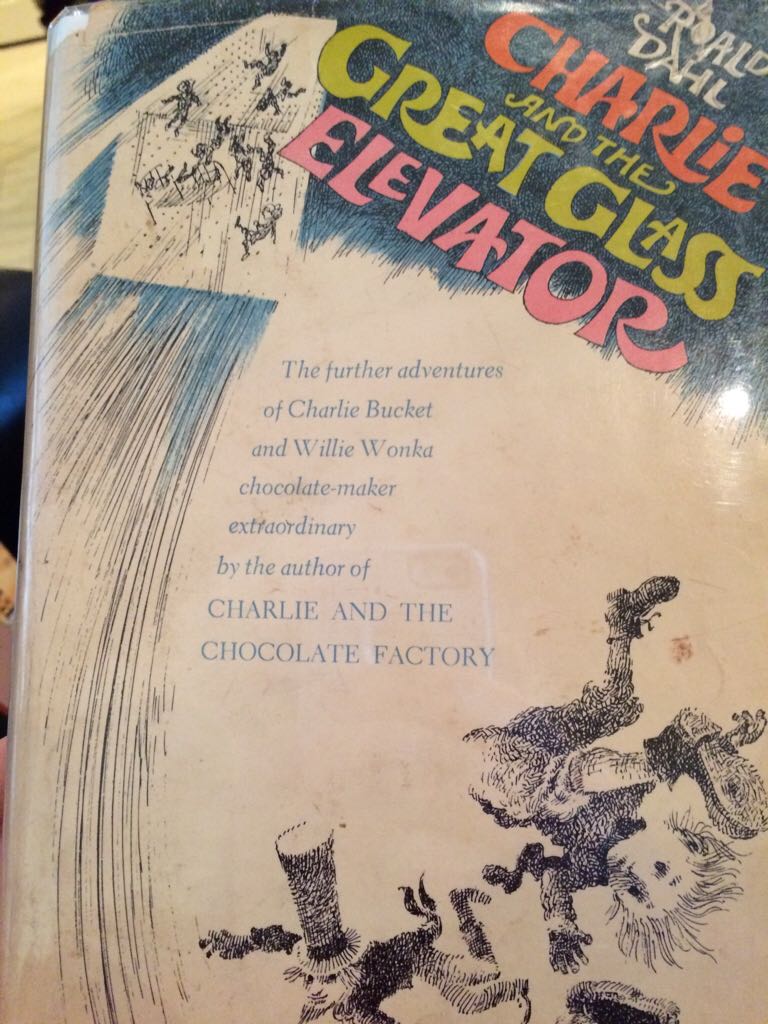 ROALD
DAHL
CHARLIE
AND THE
GREAT GLASS
ELEVATOR
The further adventures
of Charlie Bucket
and Willie Wonka
chocolate-maker
extraordinary
by the author of
CHARLIE AND THE
CHOCOLATE FACTORY